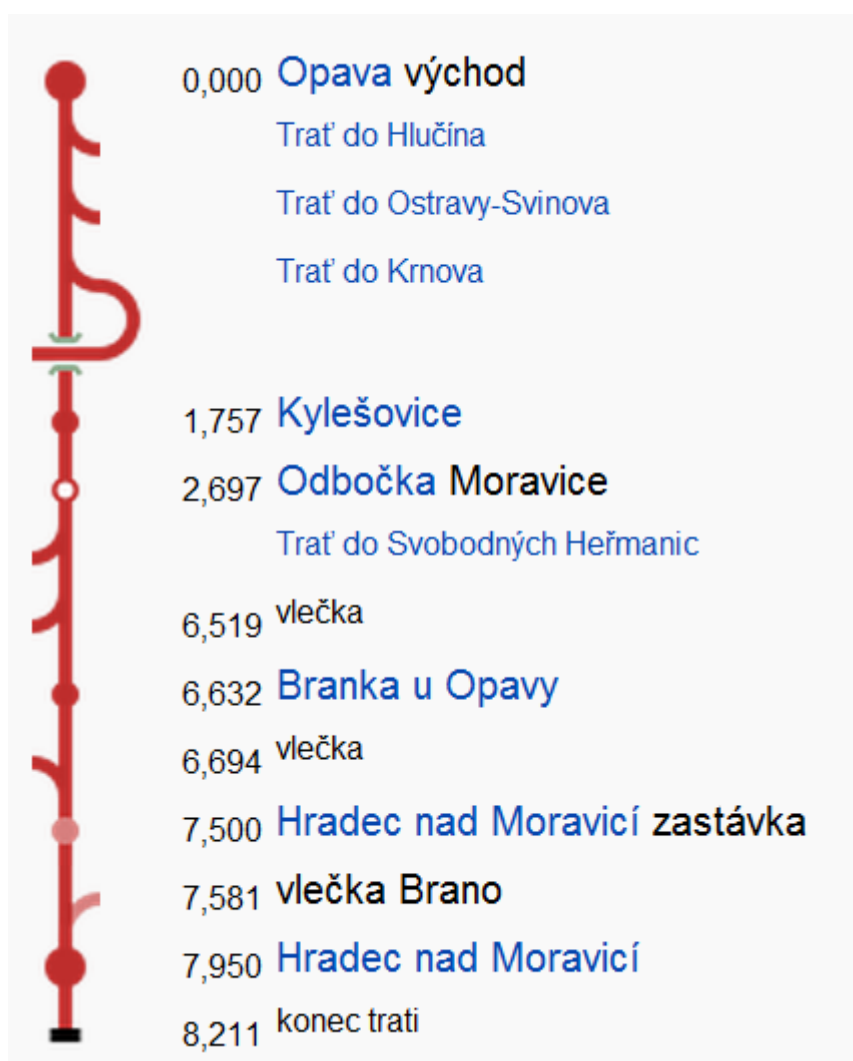 0,000 Opava východ
Trať do Hlučína
Trať do Ostravy-Svinova
Trať do Krnova
1,757 Kylešovice
2,697 Odbočka Moravice
Trať do Svobodných Heřmanic
6,519 vlečka
6,632 Branka u Opavy
6,694 vlečka
7,500 Hradec nad Moravicí zastávka
7,581 vlečka Brano
7,950 Hradec nad Moravicí
8,211 konec trati